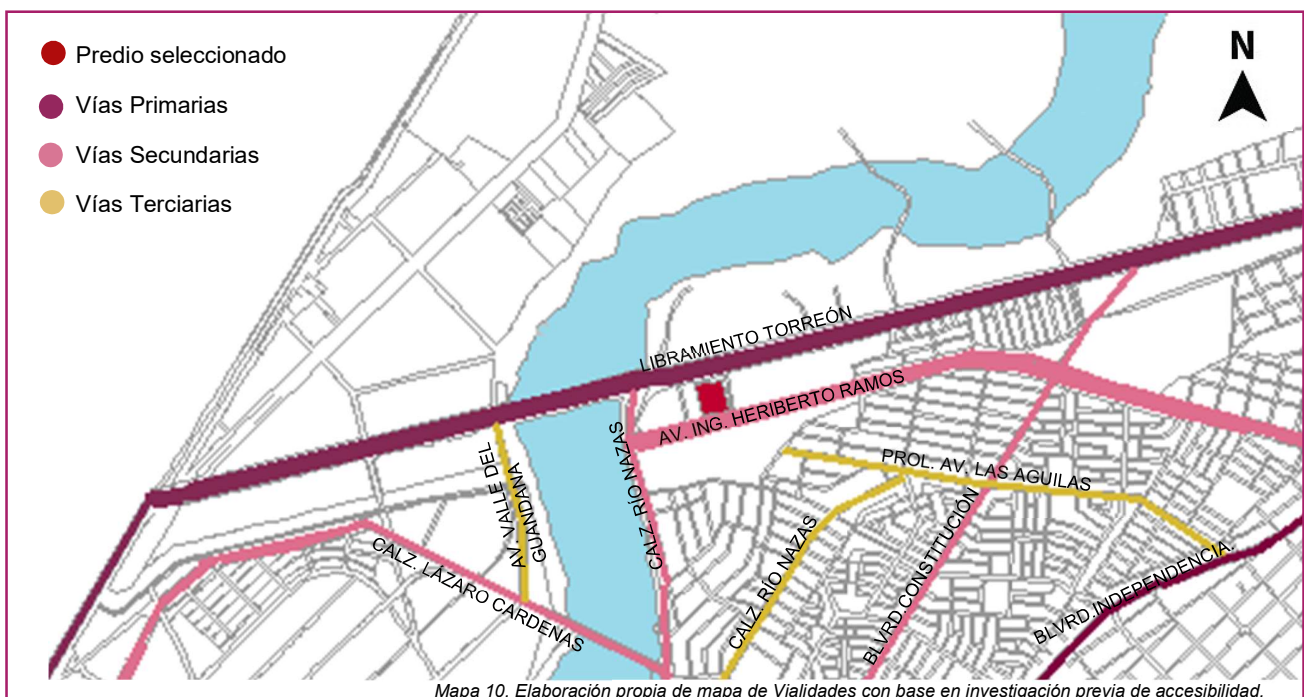 Predio seleccionado
Vías Primarias
Vías Secundarias
Vías Terciarias
N
LIBRAMIENTO TORREÓN
AV. ING. HERIBERTO RAMOS
CALZ. RÍO NAZAS
AV. VALLE DEL
GUANDANA
CALZ. LÁZARO CARDENAS
PROL. AV. LAS AGUILAS
CALZ. RÍO NAZAS
BLVRD.CONSTITUCIÓN
BLVRD.INDEPENDENCIA.
Mapa 10. Elaboración propia de mapa de Vialidades con base en investigación previa de accesibilidad.